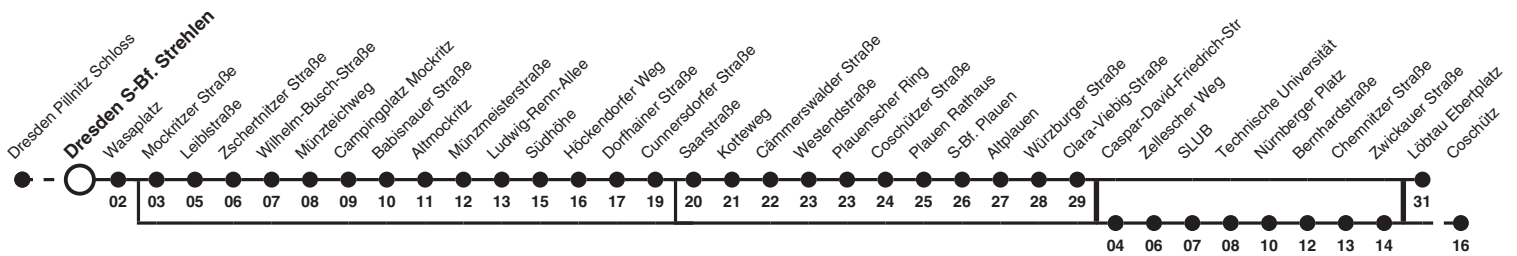 Dresden Pillnitz Schloss
Dresden S-Bf. Strehlen
Wasaplatz
Mockritzer Straße
Leiblstraße
Zschertnitzer Straße
Wilhelm-Busch-Straße
Münzteichweg
Campingplatz Mockritz
Babisnauer Straße
Altmockritz
Münzmeisterstraße
Ludwig-Renn-Allee
Südhöhe
Höckendorfer Weg
Dorfhainer Straße
Cunnersdorfer Straße
Saarstraße
Kotteweg
Cämmerswalder Straße
Westendstraße
Plauenscher Ring
Coschützer Straße
Plauen Rathaus
S-Bf. Plauen
Altplauen
Würzburger Straße
Clara-Viebig-Straße
Caspar-David-Friedrich-Str
Zellescher Weg
SLUB
Technische Universität
Nürnberger Platz
Bernhardstraße
Chemnitzer Straße
Zwickauer Straße
Löbtau Ebertplatz
Coschütz
02 03 05 06 07 08 09 10 11 12 13 15 16 17 19 20 21 22 23 23 24 25 26 27 28 29 31
04 06 07 08 10 12 13 14 16